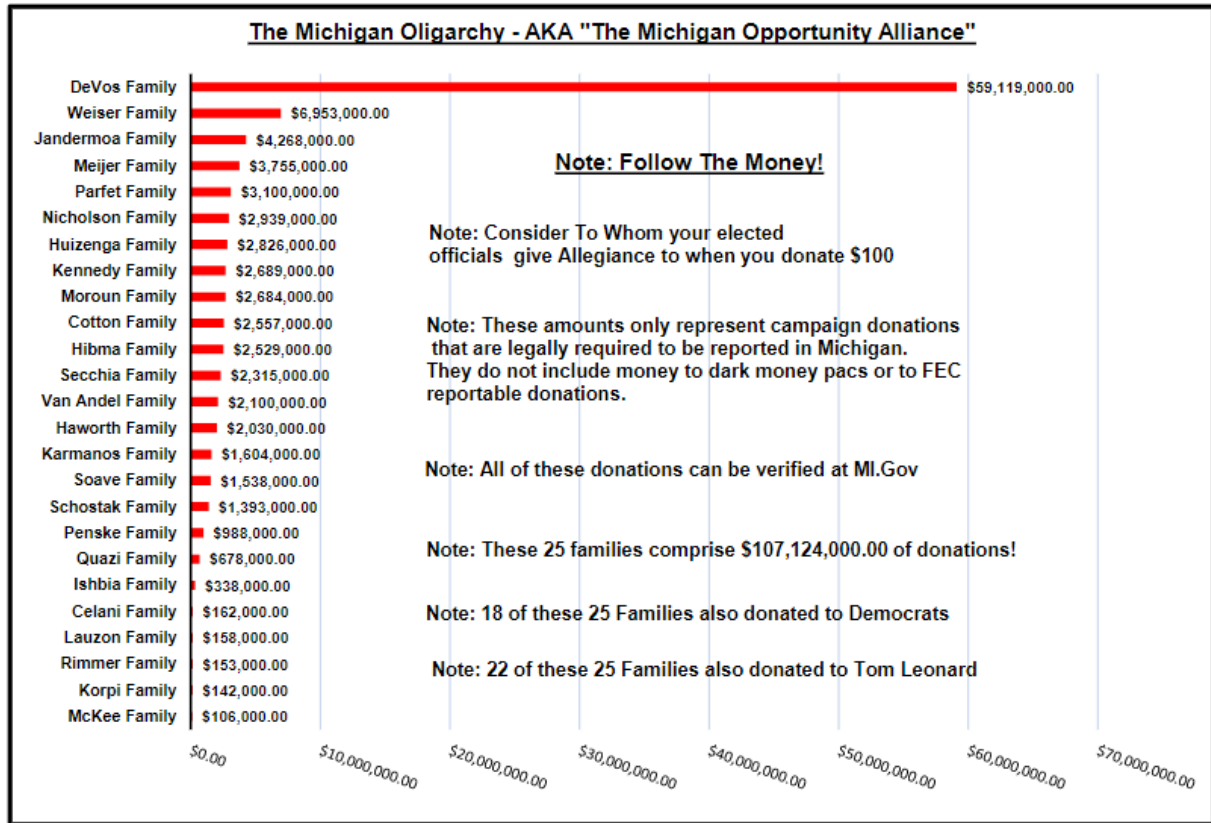 The Michigan Oligarchy - AKA "The Michigan Opportunity Alliance"
DeVos Family $59,119,000.00
Weiser Family $6,953,000.00
Jandermoa Family $4,268,000.00
Meijer Family $3,755,000.00
Parfet Family $3,100,000.00
Nicholson Family $2,939,000.00
Huizenga Family $2,826,000.00
Kennedy Family $2,689,000.00
Moroun Family $2,684,000.00
Cotton Family $2,557,000.00
Hibma Family $2,529,000.00
Secchia Family $2,315,000.00
Van Andel Family $2,100,000.00
Haworth Family $2,030,000.00
Karmanos Family $1,604,000.00
Soave Family $1,538,000.00
Schostak Family $1,393,000.00
Penske Family $988,000.00
Quazi Family $678,000.00
Ishbia Family $338,000.00
Celani Family $162,000.00
Lauzon Family $158,000.00
Rimmer Family $153,000.00
Korpi Family $142,000.00
McKee Family $106,000.00
Note: Follow The Money!
Note: Consider To Whom your elected
officials give Allegiance to when you donate $100
Note: These amounts only represent campaign donations
that are legally required to be reported in Michigan.
They do not include money to dark money pacs or to FEC
reportable donations.
Note: All of these donations can be verified at MI.Gov
Note: These 25 families comprise $107,124,000.00 of donations!
Note: 18 of these 25 Families also donated to Democrats
Note: 22 of these 25 Families also donated to Tom Leonard
$0.00 $10,000,000.00 $20,000,000.00 $30,000,000.00 $40,000,000.00 $50,000,000.00 $60,000,000.00 $70,000,000.00